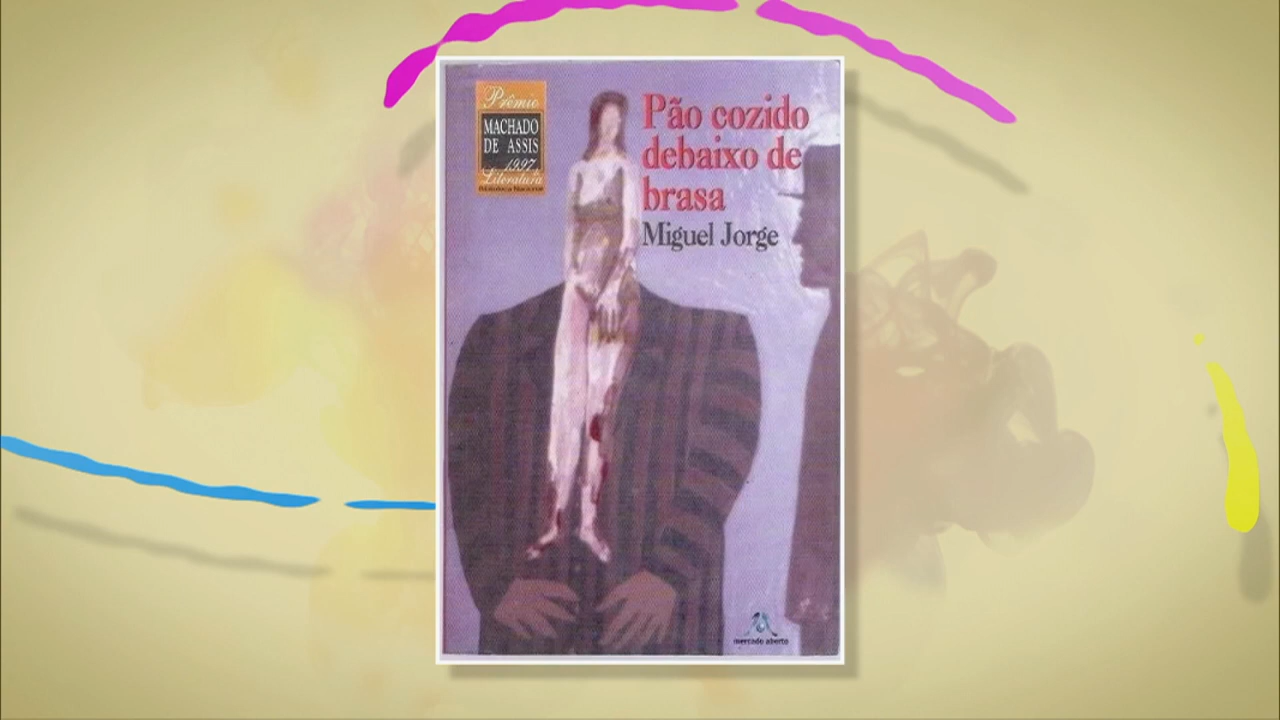 Prêmio
MACHADO
DE ASSIS
1997
Literatura
Biblioteca Nacional
Pão cozido
debaixo de
brasa
Miguel Jorge
mercado aberto